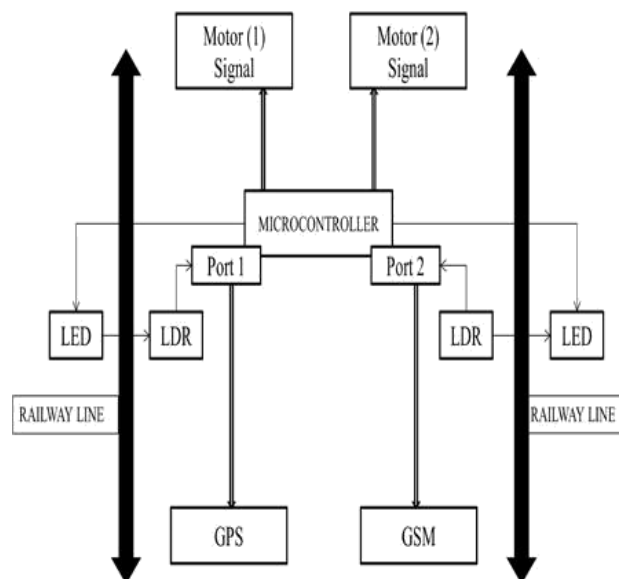 Motor (1)
Signal
Motor (2)
Signal
MICROCONTROLLER
Port 1
Port 2
LED
LDR
LDR
LED
RAILWAY LINE
RAILWAY LINE
GPS
GSM